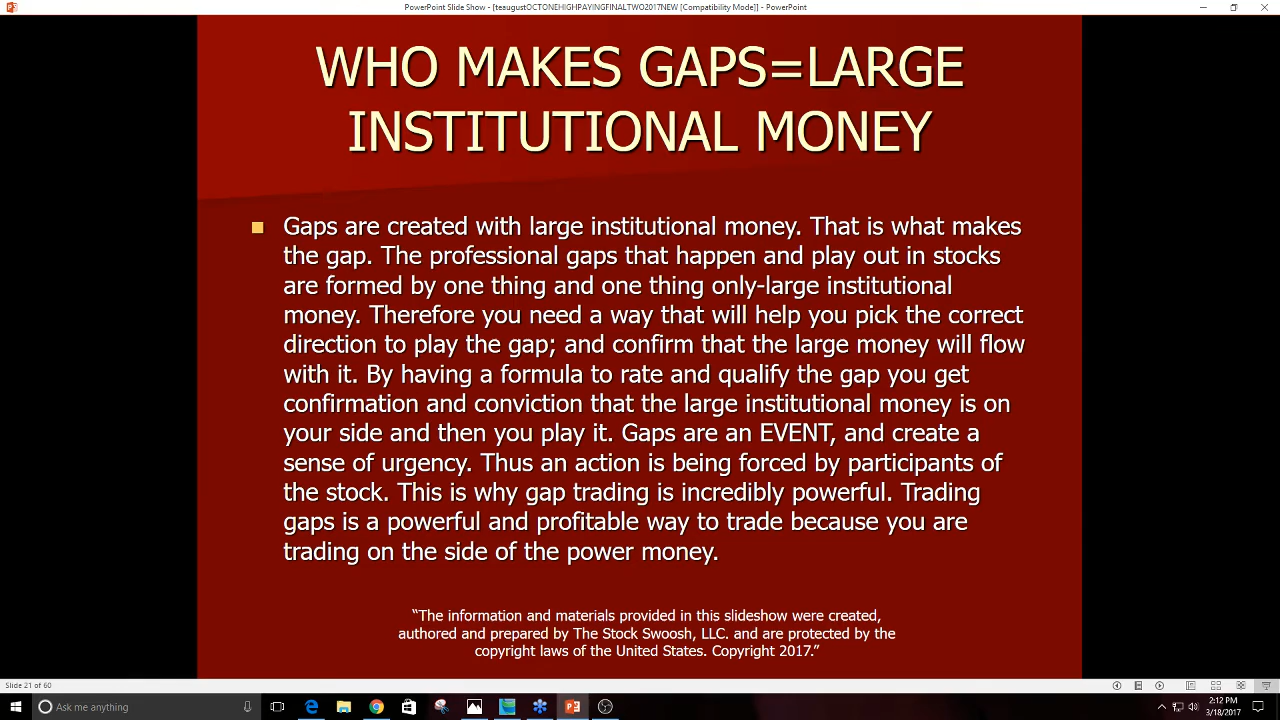 PowerPoint Slide Show - [teaugustOCTONEHIGHPAYINGFINALTWO2017NEW [Compatibility Mode]] - PowerPoint
WHO MAKES GAPS=LARGE
INSTITUTIONAL MONEY
Gaps are created with large institutional money. That is what makes
the gap. The professional gaps that happen and play out in stocks
are formed by one thing and one thing only-large institutional
money. Therefore you need a way that will help you pick the correct
direction to play the gap; and confirm that the large money will flow
with it. By having a formula to rate and qualify the gap you get
confirmation and conviction that the large institutional money is on
your side and then you play it. Gaps are an EVENT, and create a
sense of urgency. Thus an action is being forced by participants of
the stock. This is why gap trading is incredibly powerful. Trading
gaps is a powerful and profitable way to trade because you are
trading on the side of the power money.
“The information and materials provided in this slideshow were created,
authored and prepared by The Stock Swoosh, LLC. and are protected by the
copyright laws of the United States. Copyright 2017.”
Slide 21 of 60
Ask me anything
2:12 PM
3/18/2017